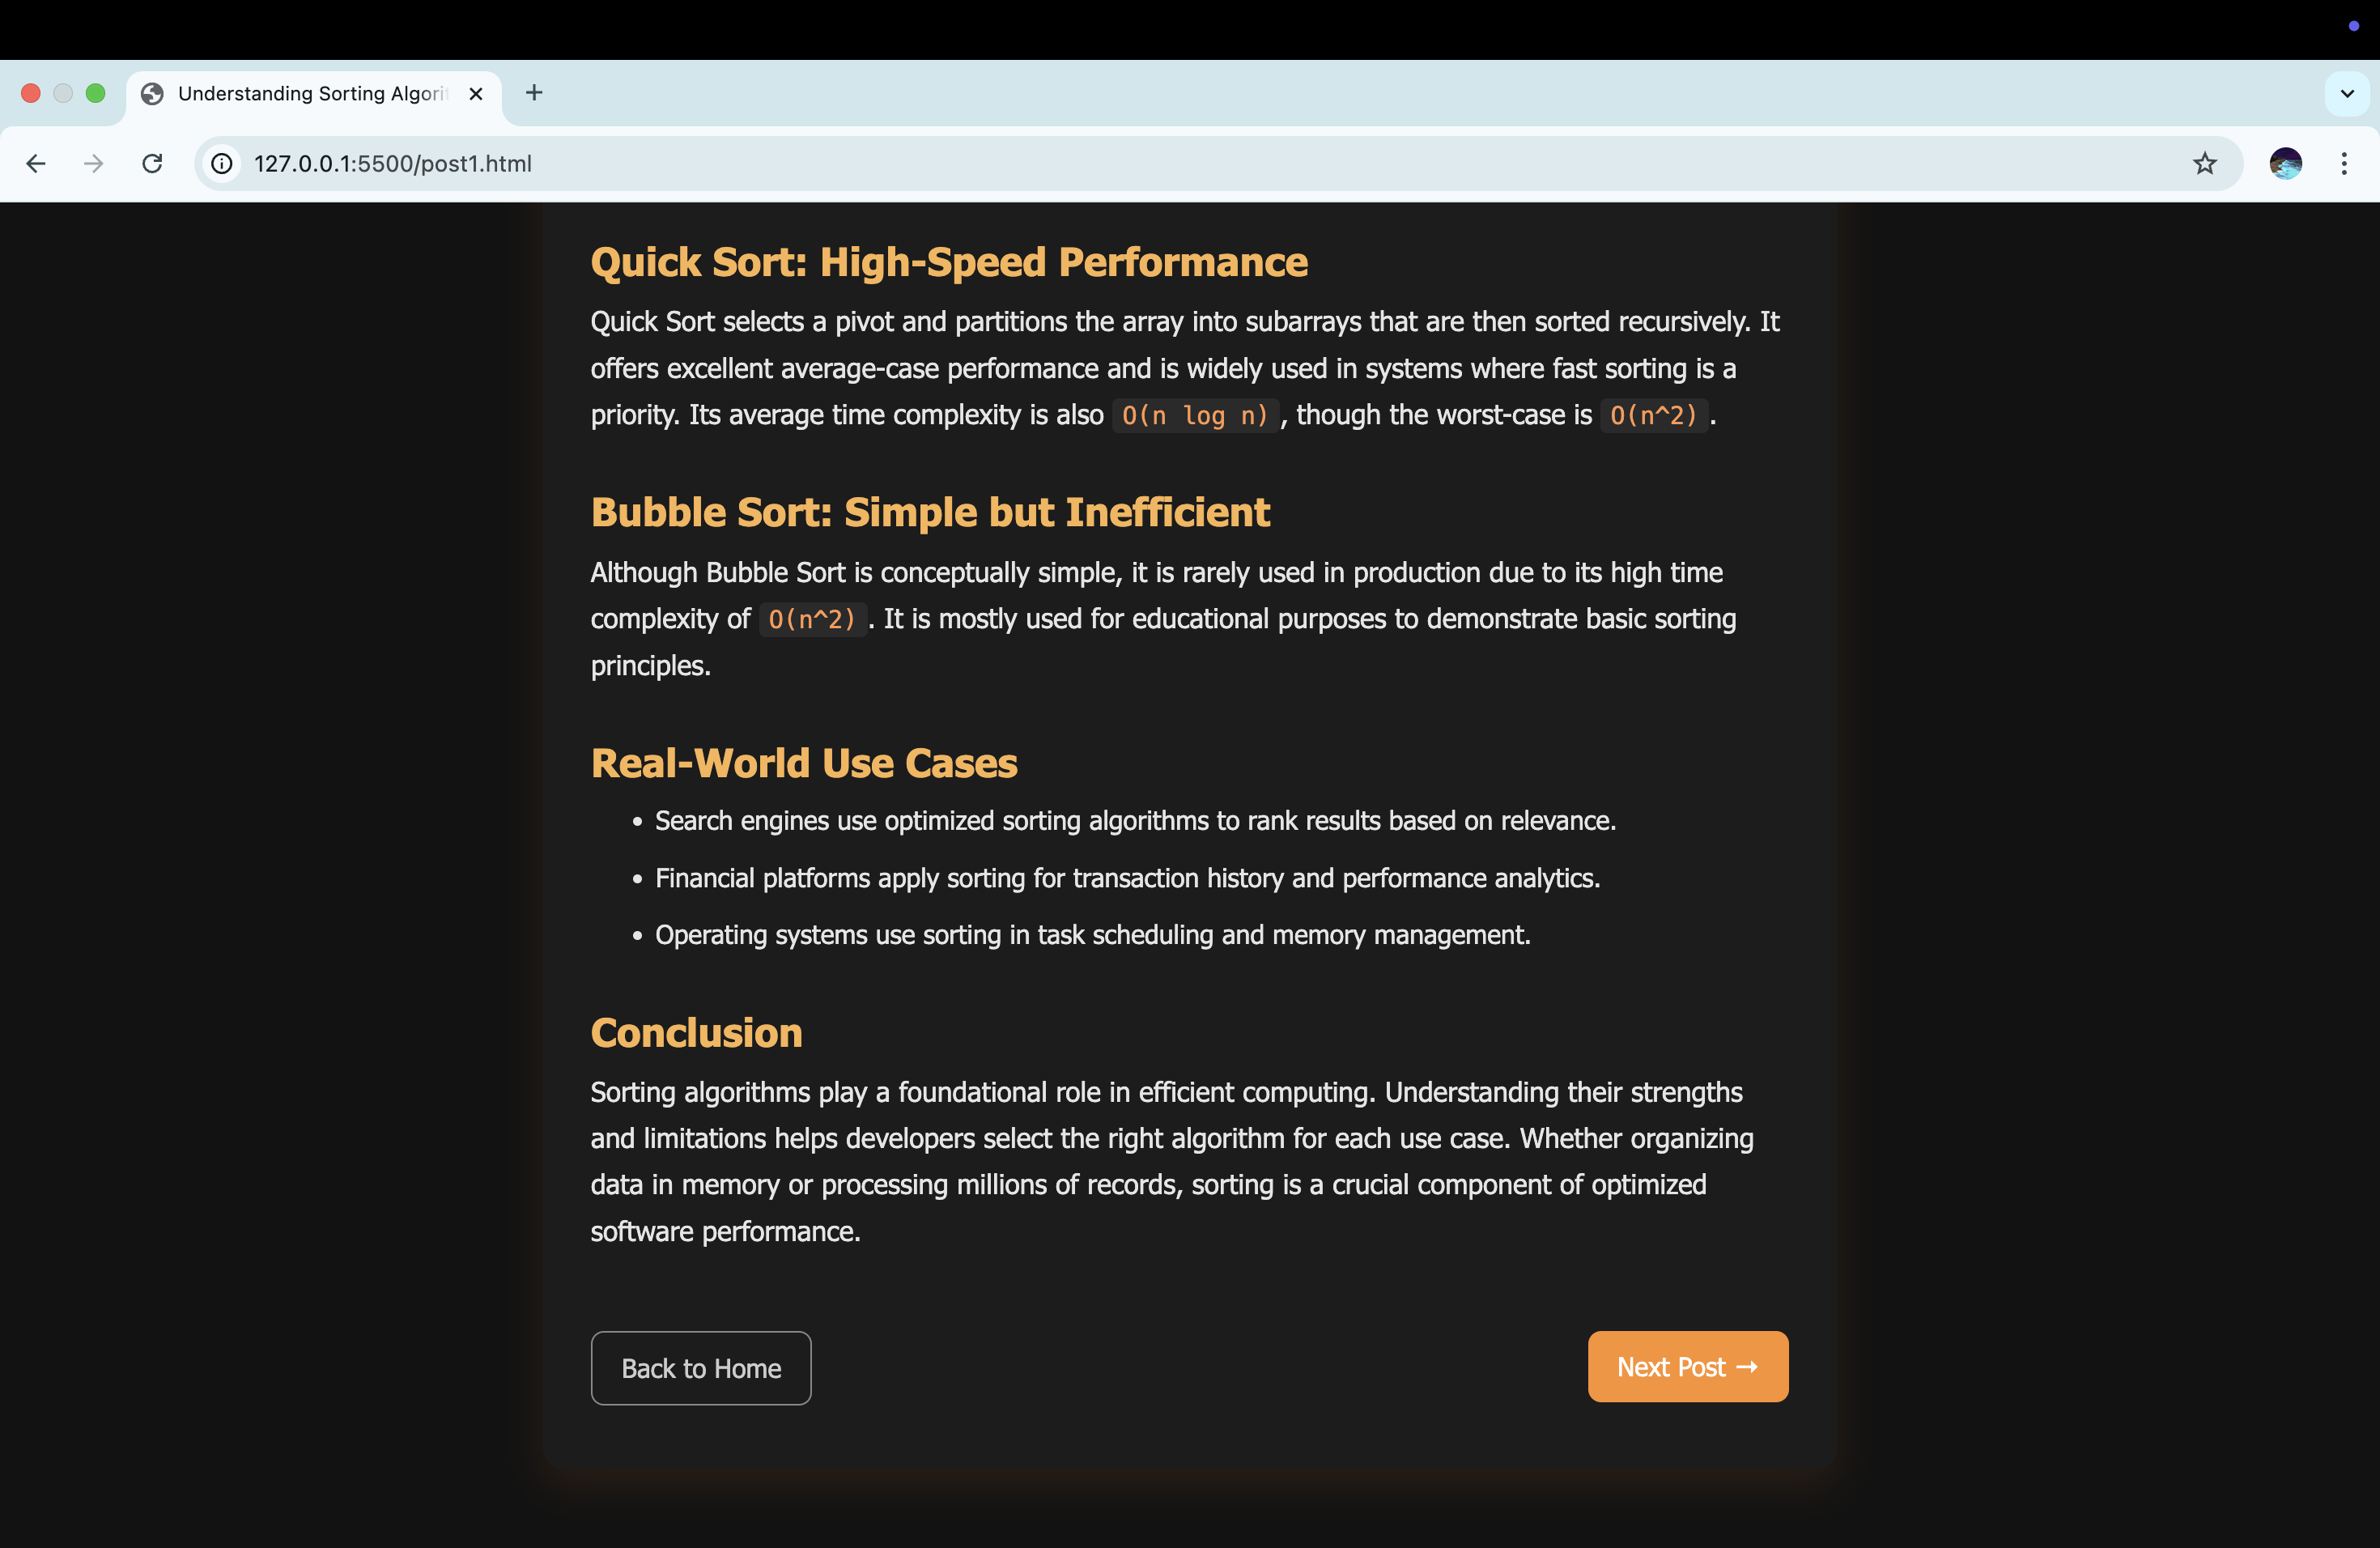 Understanding Sorting Algorit
127.0.0.1:5500/post1.html
Quick Sort: High-Speed Performance
Quick Sort selects a pivot and partitions the array into subarrays that are then sorted recursively. It
offers excellent average-case performance and is widely used in systems where fast sorting is a
priority. Its average time complexity is also O(n log n), though the worst-case is O(n^2).
Bubble Sort: Simple but Inefficient
Although Bubble Sort is conceptually simple, it is rarely used in production due to its high time
complexity of O(n^2). It is mostly used for educational purposes to demonstrate basic sorting
principles.
Real-World Use Cases
• Search engines use optimized sorting algorithms to rank results based on relevance.
• Financial platforms apply sorting for transaction history and performance analytics.
• Operating systems use sorting in task scheduling and memory management.
Conclusion
Sorting algorithms play a foundational role in efficient computing. Understanding their strengths
and limitations helps developers select the right algorithm for each use case. Whether organizing
data in memory or processing millions of records, sorting is a crucial component of optimized
software performance.
Back to Home
Next Post →